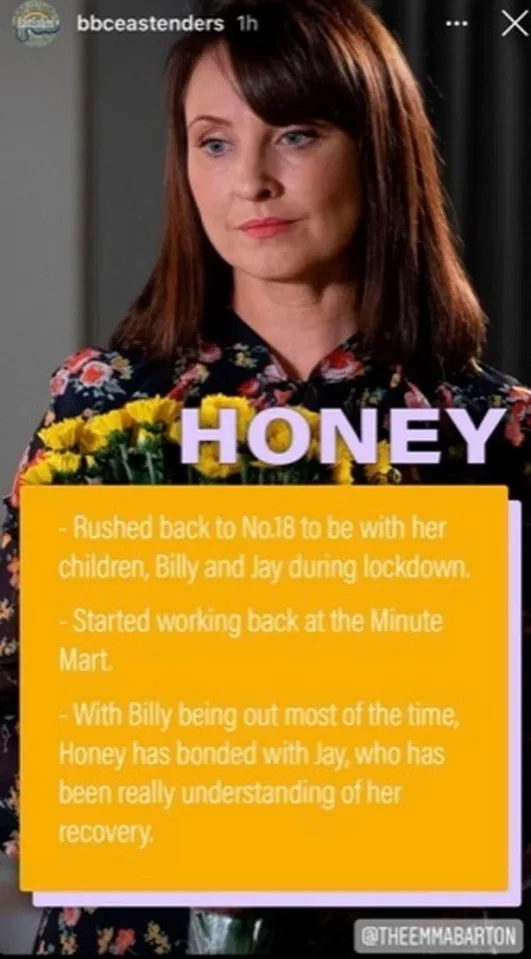 bbceastenders 1h
HONEY
- Rushed back to No.18 to be with her
children, Billy and Jay during lockdown.
- Started working back at the Minute
Mart.
- With Billy being out most of the time,
Honey has bonded with Jay, who has
been really understanding of her
recovery.
@THEEMMABARTON